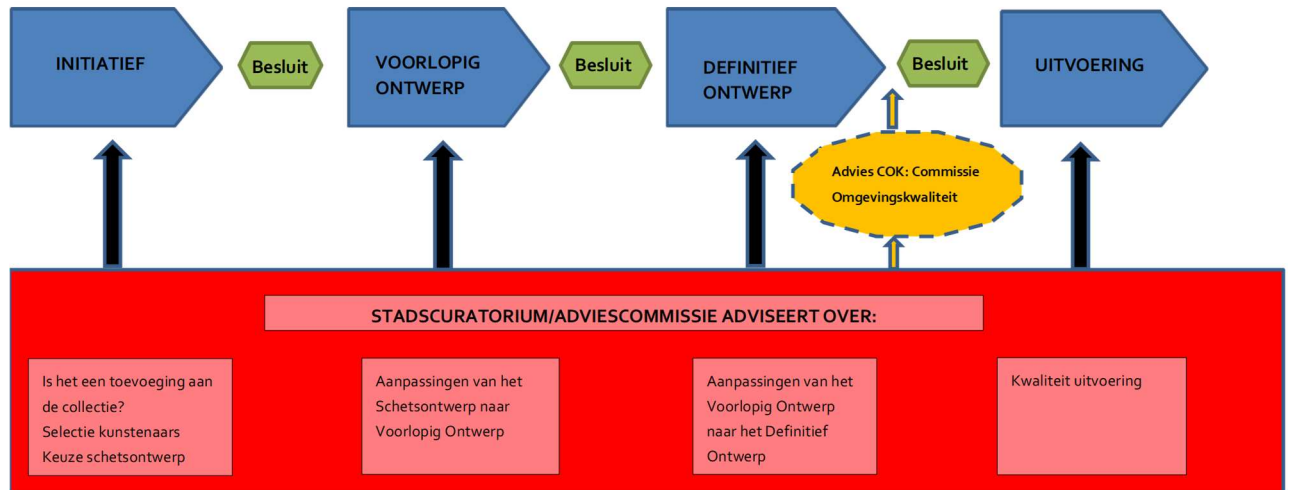 INITIATIEF
Besluit
VOORLOPIG
ONTWERP
Besluit
DEFINITIEF
ONTWERP
Besluit
UITVOERING
Advies COK: Commissie
Omgevingskwaliteit
STADSCURATORIUM/ADVIESCOMMISSIE ADVISEERT OVER:
Is het een toevoeging aan
de collectie?
Selectie kunstenaars
Keuze schetsontwerp
Aanpassingen van het
Schetsontwerp naar
Voorlopig Ontwerp
Aanpassingen van het
Voorlopig Ontwerp
naar het Definitief
Ontwerp
Kwaliteit uitvoering